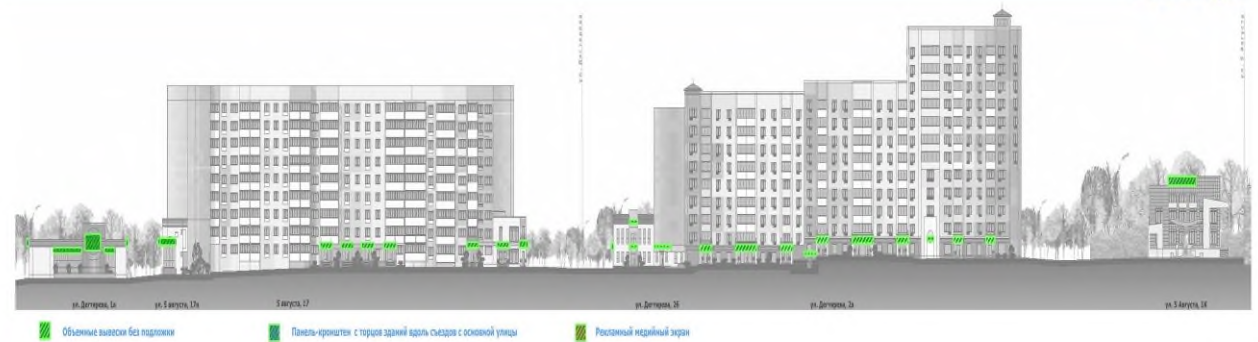 ул. Дегтярева, 1а
ул. 5 августа, 17а
5 августа, 17
ул. Дегтярева, 2б
ул. Дегтярева, 2а
ул. 5 Августа, 18
Объемные вывески без подложки
Панель-кронштен с торцов зданий вдоль съездов с основной улицы
Рекламный медийный экран